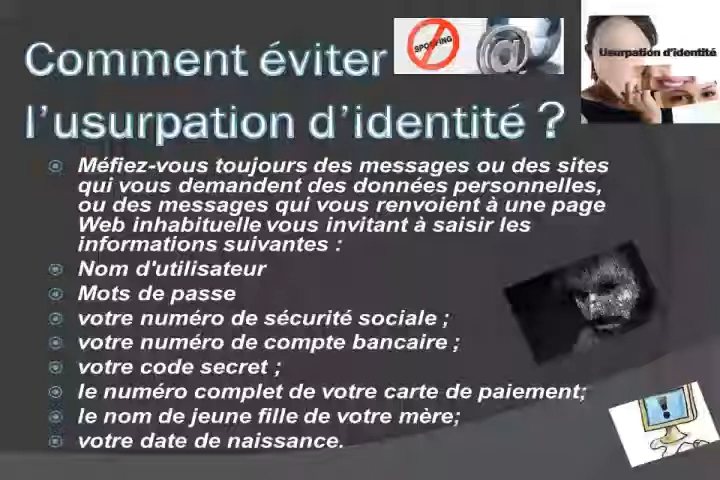 Comment éviter
l’usurpation d’identité ?
SPOOFING
@
Usurpation d'identité
Méfiez-vous toujours des messages ou des sites
qui vous demandent des données personnelles,
ou des messages qui vous renvoient à une page
Web inhabituelle vous invitant à saisir les
informations suivantes :
Nom d'utilisateur
Mots de passe
votre numéro de sécurité sociale ;
votre numéro de compte bancaire ;
votre code secret ;
le numéro complet de votre carte de paiement;
le nom de jeune fille de votre mère;
votre date de naissance.
!